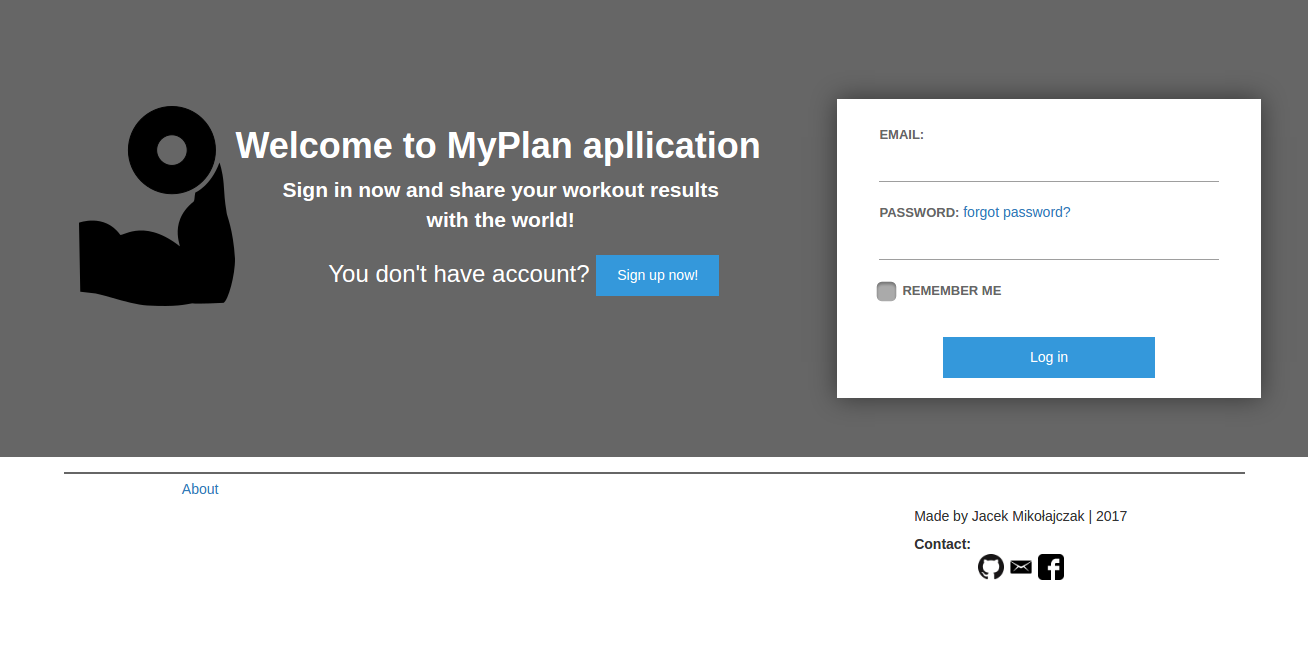 Welcome to MyPlan apllication
Sign in now and share your workout results
with the world!
You don't have account? Sign up now!
EMAIL:
PASSWORD: forgot password?
REMEMBER ME
Log in
About
Made by Jacek Mikołajczak | 2017
Contact: